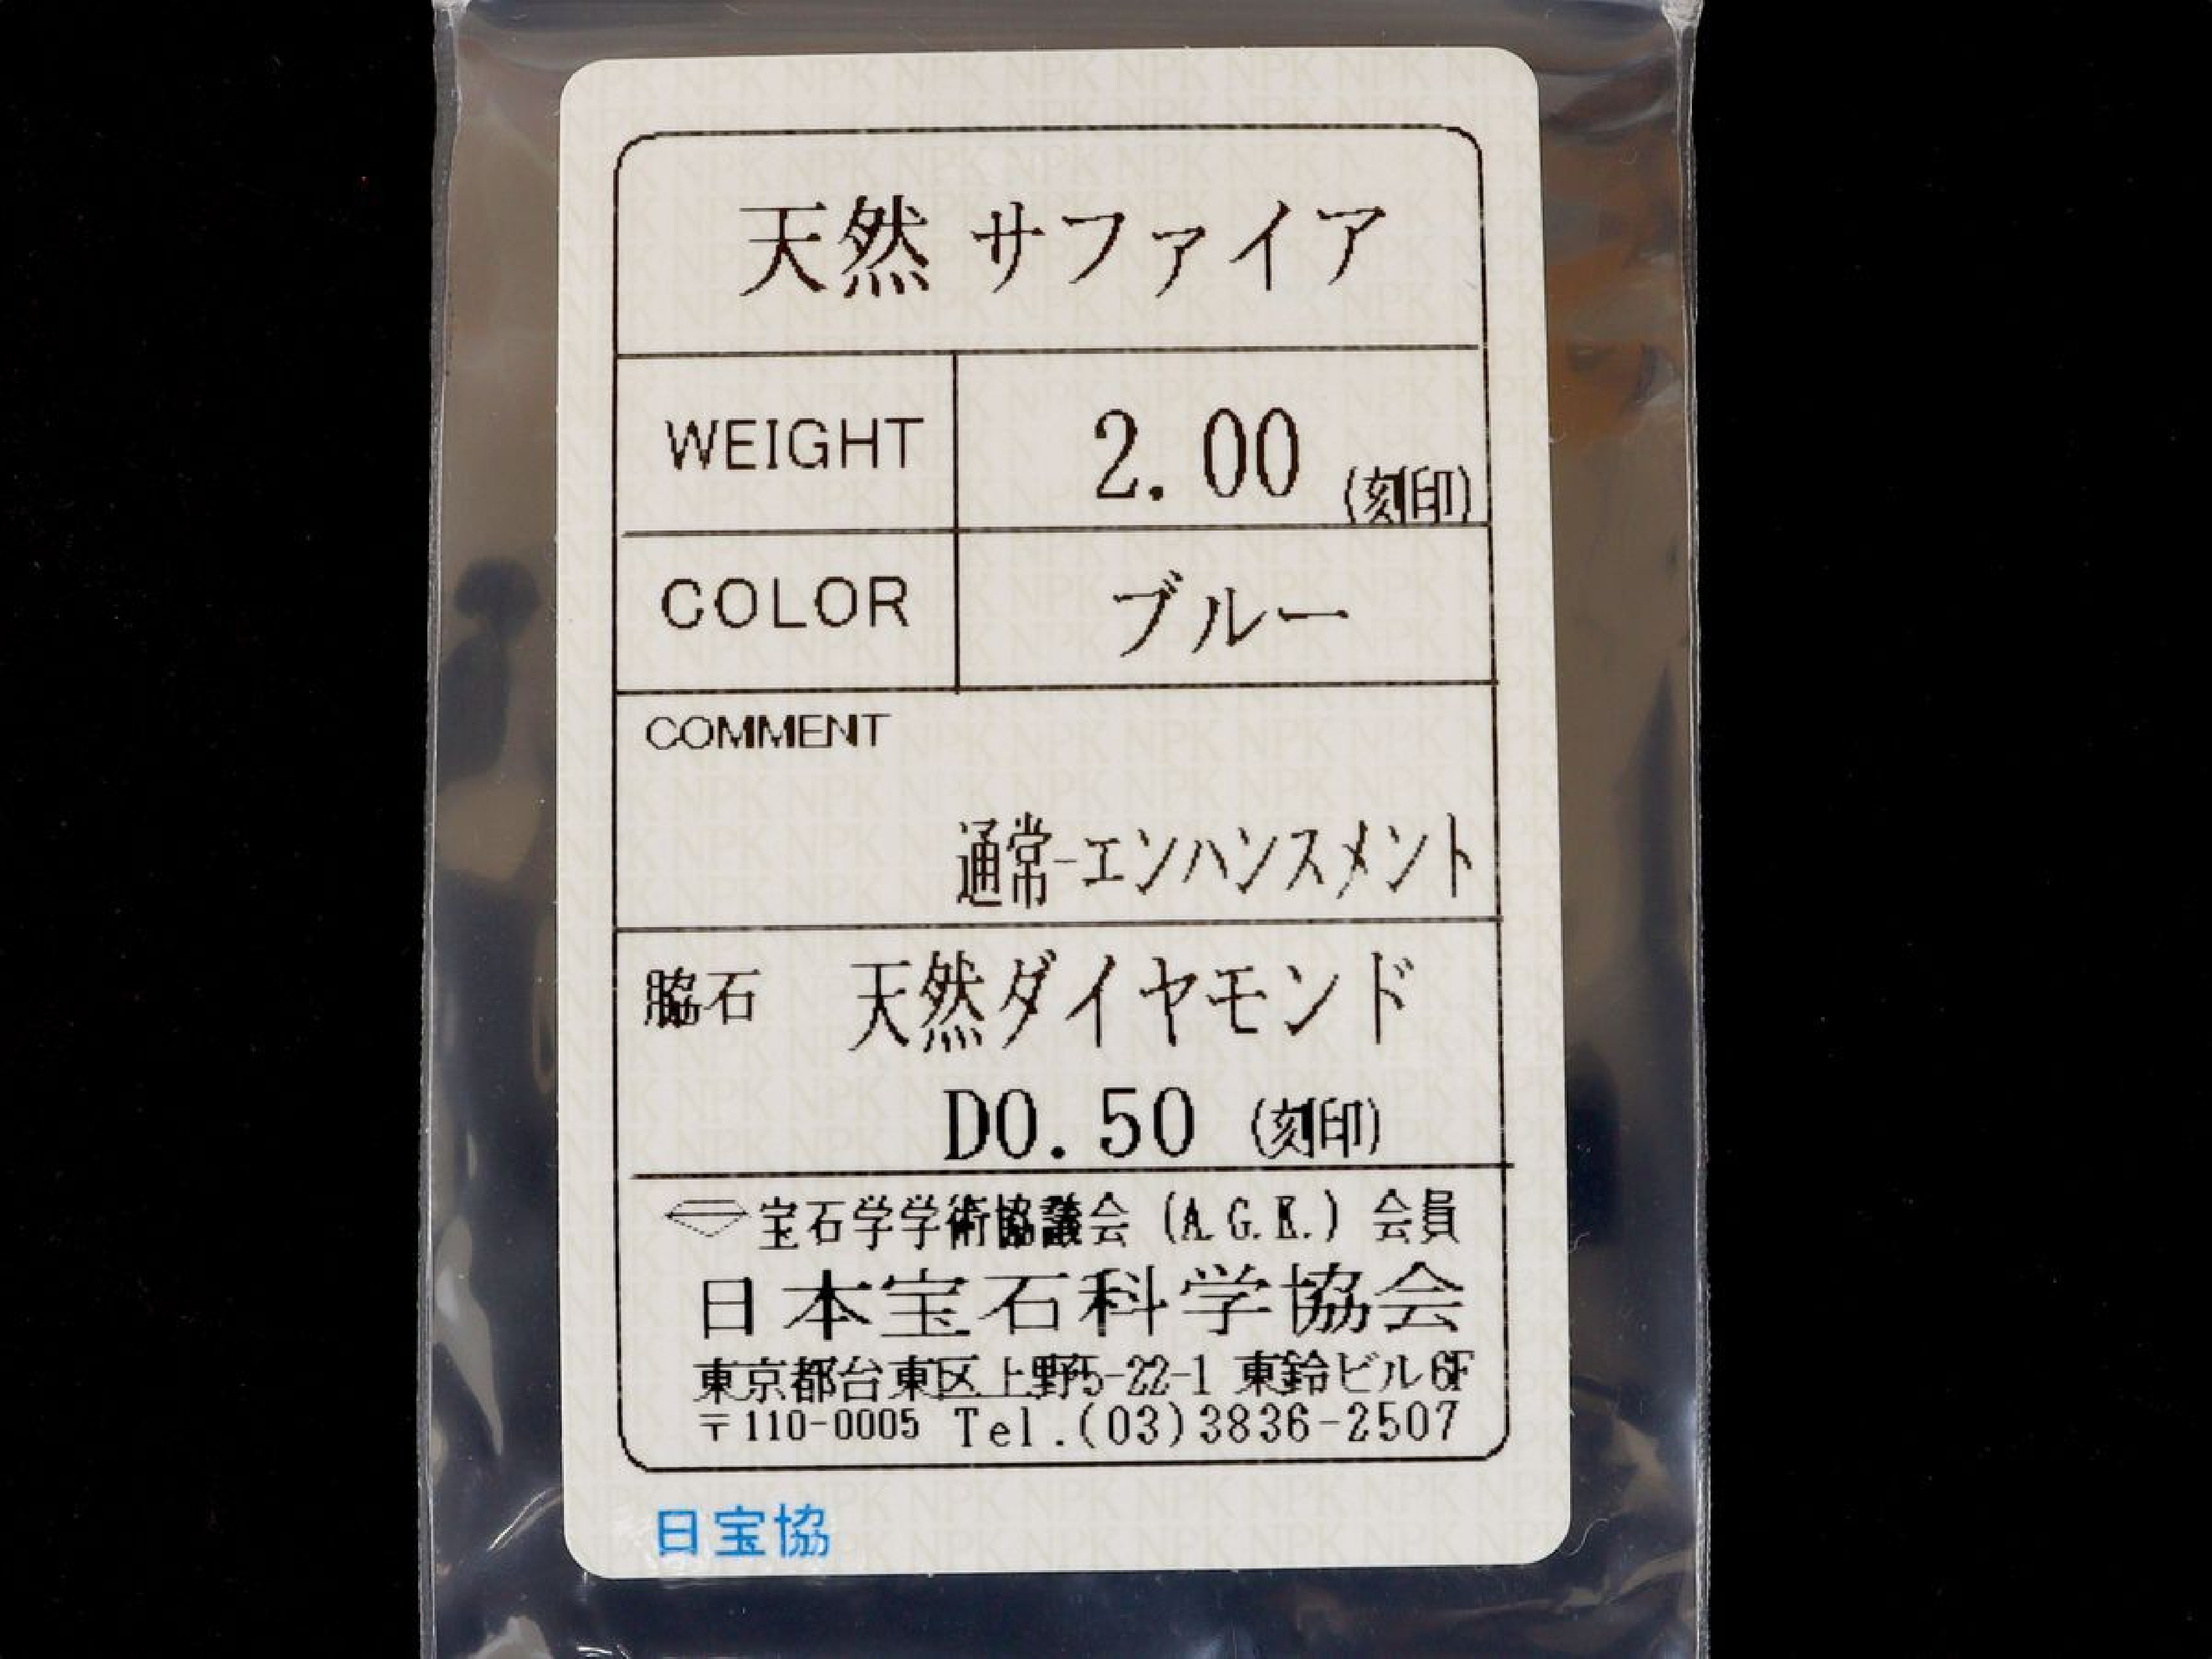 天然 サファイア
WEIGHT 2.00 (刻印)
COLOR ブルー
COMMENT
通常-エンハンスメント
脇石 天然ダイヤモンド
D0.50 (刻印)
宝石学学術協議会 (A.G.K.) 会員
日本宝石科学協会
東京都台東区上野5-22-1 東鈴ビル6F
〒110-0005 Tel.(03)3836-2507
日宝協